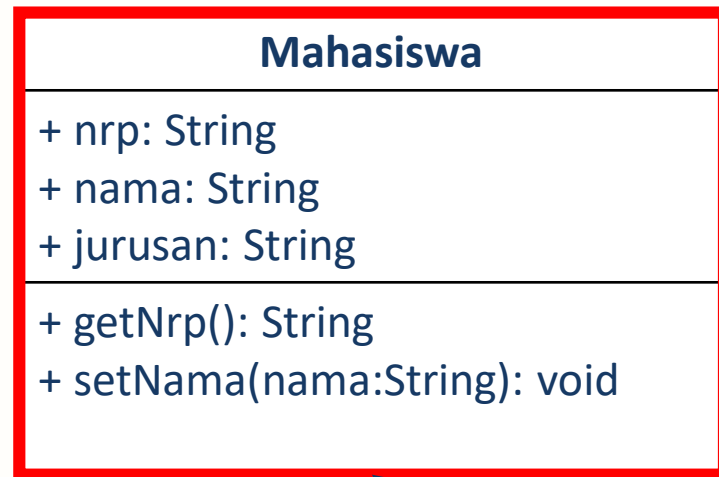 Mahasiswa
+ nrp: String
+ nama: String
+ jurusan: String
+ getNrp(): String
+ setNama(nama:String): void